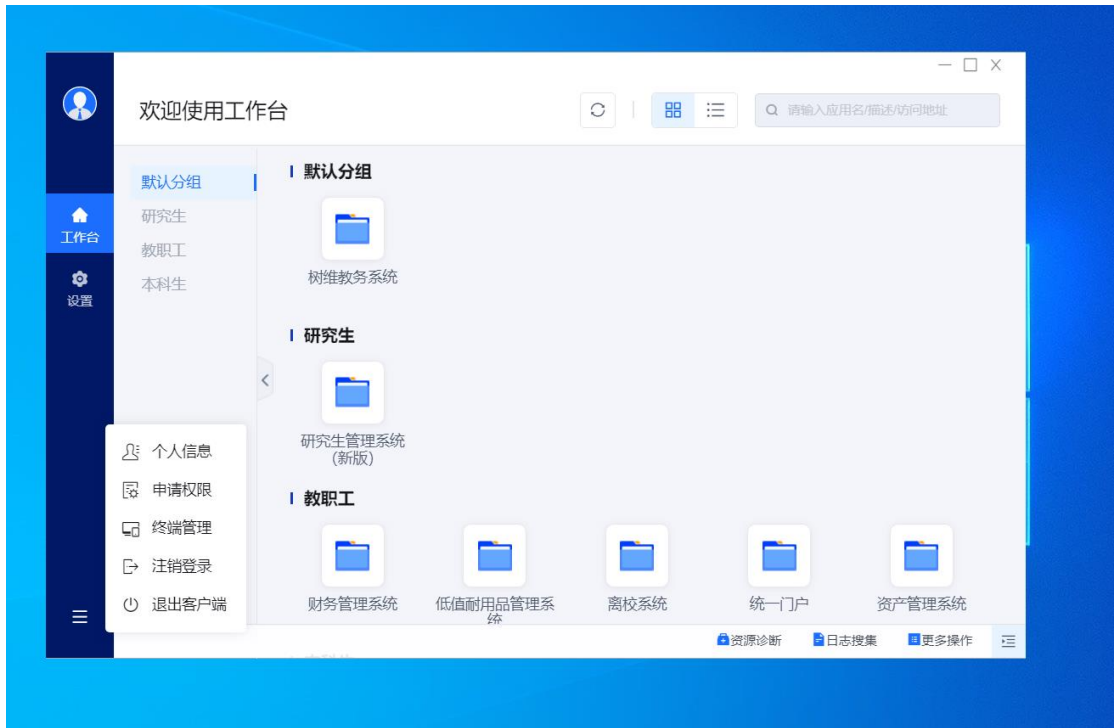 欢迎使用工作台
请输入应用名/描述/访问地址
工作台
设置
默认分组
研究生
教职工
本科生
默认分组
树维教务系统
研究生
研究生管理系统
(新版)
教职工
财务管理系统
低值耐用品管理系
统
离校系统
统一门户
资产管理系统
个人信息
申请权限
终端管理
注销登录
退出客户端
资源诊断
日志搜集
更多操作